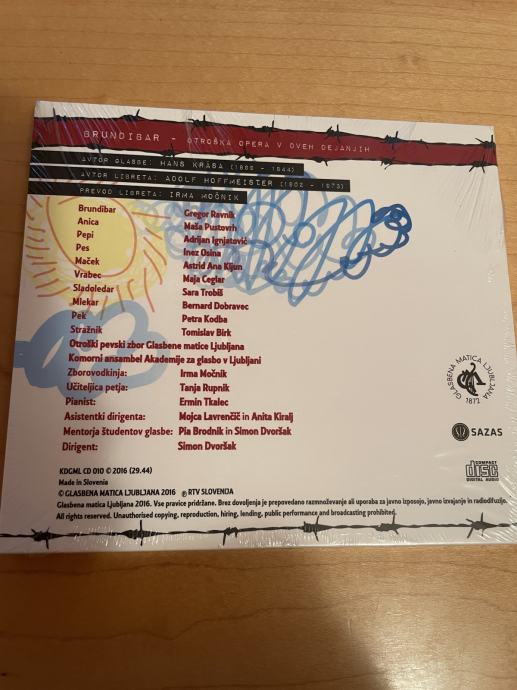 BRUNDIBAR - OTROŠKA OPERA V DVEH DEJANJIH
AVTOR GLASBE: HANS KRÁSA (1899 - 1944)
AVTOR LIBRETA: ADOLF HOFFMEISTER (1902 - 1973)
PREVOD LIBRETA: IRMA MOČNIK
Brundibar Gregor Ravnik
Anica Maša Pustovrh
Pepi Adrijan Ignjatović
Pes Inez Osina
Maček Astrid Ana Kljun
Vrabec Maja Ceglar
Sladoledar Sara Trobiš
Mlekar Bernard Dobravec
Pek Petra Kodba
Stražnik Tomislav Birk
Otroški pevski zbor Glasbene matice Ljubljana
Komorni ansambel Akademije za glasbo v Ljubljani
Zborovodkinja: Irma Močnik
Učiteljica petja: Tanja Rupnik
Pianist: Ermin Tkalec
Asistentki dirigenta: Mojca Lavrenčič in Anita Kiralj
Mentorja študentov glasbe: Pia Brodnik in Simon Dvoršak
Dirigent: Simon Dvoršak
GLASBENA MATICA LJUBLJANA
1872
SAZAS
COMPACT
disc
DIGITAL AUDIO
KDGML CD 010 © 2016 (29.44)
Made in Slovenia
© GLASBENA MATICA LJUBLJANA 2016 ℗ RTV SLOVENIJA
Glasbena matica Ljubljana 2016. Vse pravice pridržane. Brez dovoljenja je prepovedano razmnoževanje ali uporaba za javno izposojo, javno izvajanje in radiodifuzijo.
All rights reserved. Unauthorised copying, reproduction, hiring, lending, public performance and broadcasting prohibited.